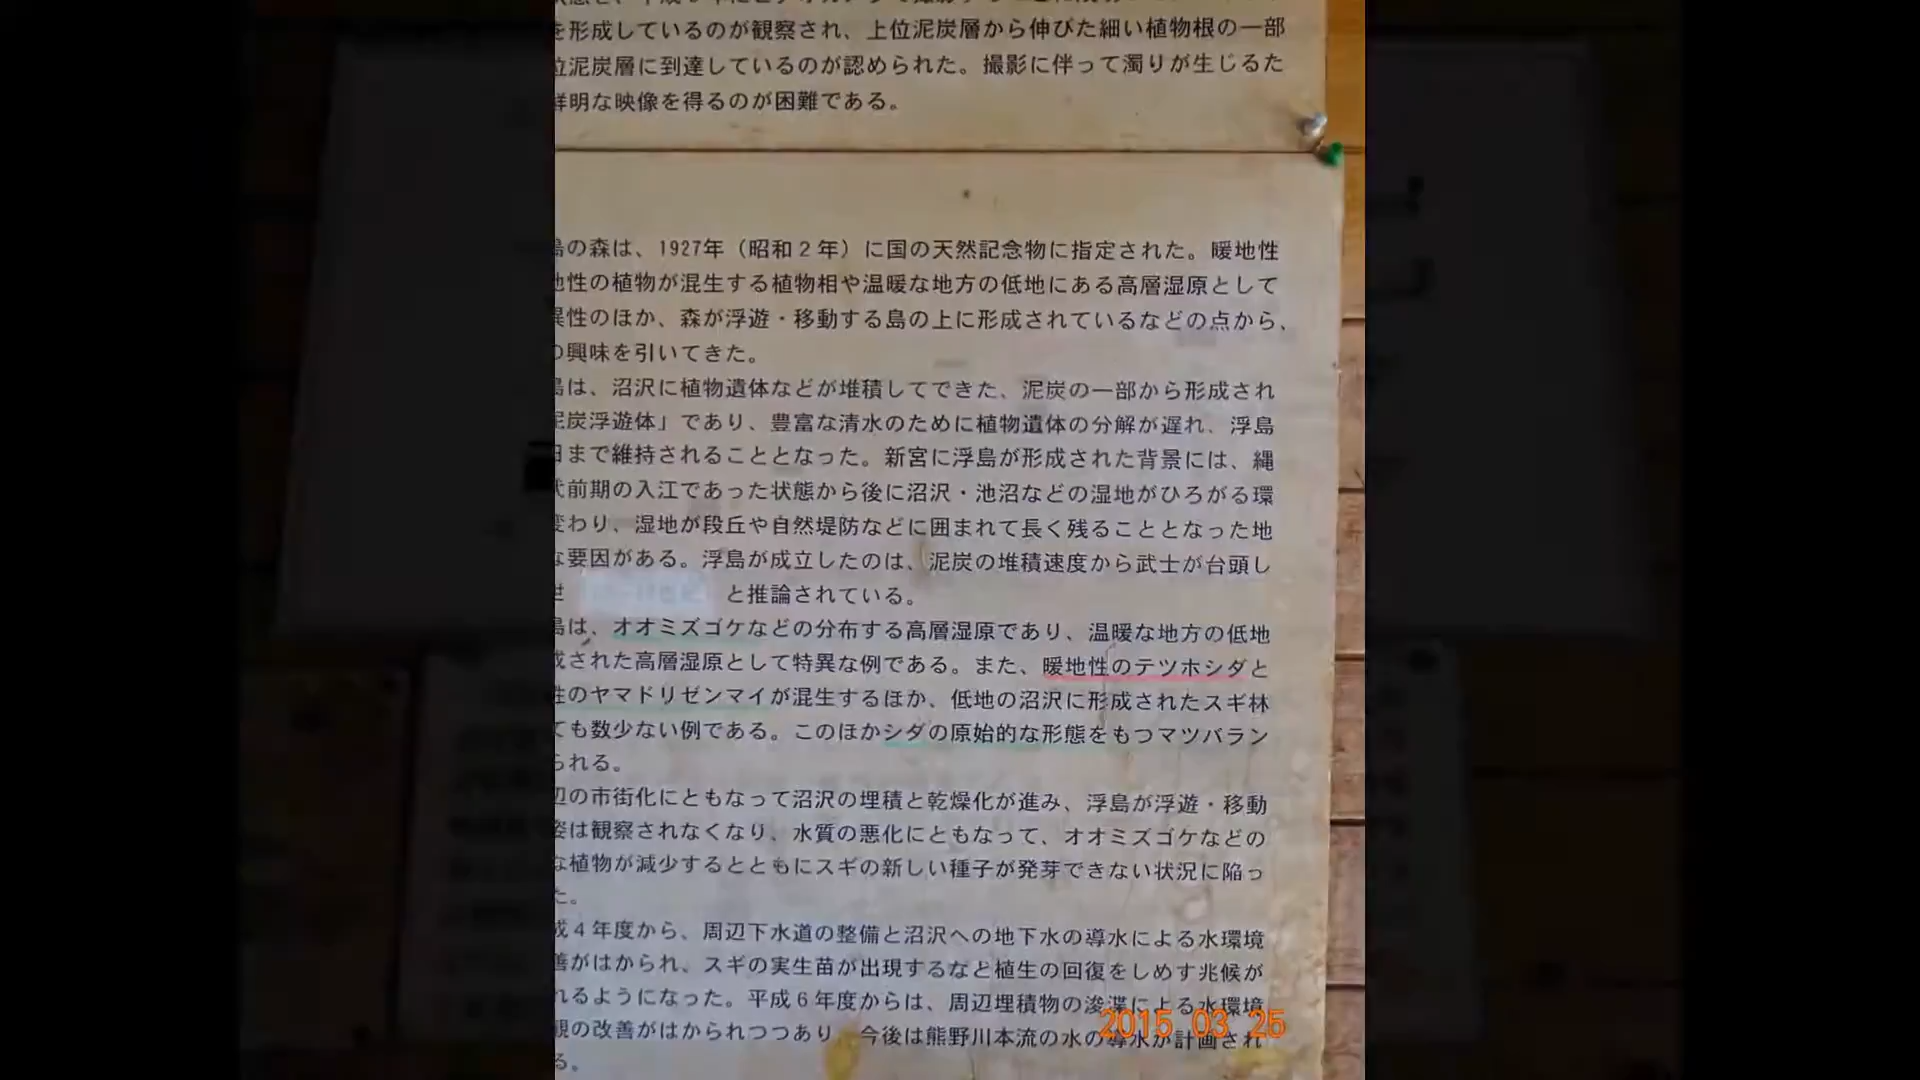 を形成しているのが観察され、上位泥炭層から伸びた細い植物根の一部
位泥炭層に到達しているのが認められた。撮影に伴って濁りが生じるた
鮮明な映像を得るのが困難である。
島の森は、1927年（昭和２年）に国の天然記念物に指定された。暖地性
地性の植物が混生する植物相や温暖な地方の低地にある高層湿原として
異性のほか、森が浮遊・移動する島の上に形成されているなどの点から、
の興味を引いてきた。
島は、沼沢に植物遺体などが堆積してできた、泥炭の一部から形成され
泥炭浮遊体」であり、豊富な清水のために植物遺体の分解が遅れ、浮島
日まで維持されることとなった。新宮に浮島が形成された背景には、縄
代前期の入江であった状態から後に沼沢・池沼などの湿地がひろがる環
変わり、湿地が段丘や自然堤防などに囲まれて長く残ることとなった地
な要因がある。浮島が成立したのは、泥炭の堆積速度から武士が台頭し
世 と推論されている。
島は、オオミズゴケなどの分布する高層湿原であり、温暖な地方の低地
成された高層湿原として特異な例である。また、暖地性のテツホシダと
性のヤマドリゼンマイが混生するほか、低地の沼沢に形成されたスギ林
ても数少ない例である。このほかシダの原始的な形態をもつマツバラン
られる。
辺の市街化にともなって沼沢の埋積と乾燥化が進み、浮島が浮遊・移動
姿は観察されなくなり、水質の悪化にともなって、オオミズゴケなどの
な植物が減少するとともにスギの新しい種子が発芽できない状況に陥っ
た。
成４年度から、周辺下水道の整備と沼沢への地下水の導水による水環境
善がはかられ、スギの実生苗が出現するなど植生の回復をしめす兆候が
れるようになった。平成６年度からは、周辺埋積物の浚渫による水環境
観の改善がはかられつつあり、今後は熊野川本流の水の導水が計画され
る。
2015 03 25